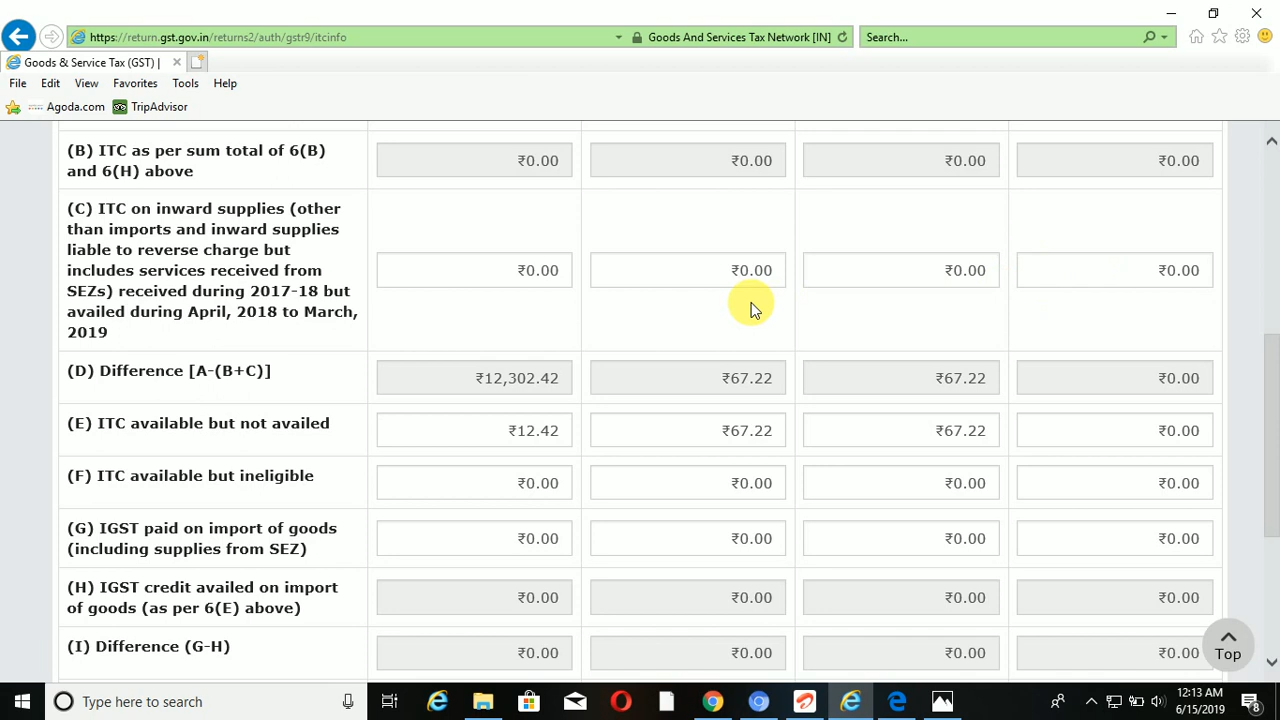 https://return.gst.gov.in/returns2/auth/gstr9/itcinfo
Goods And Services Tax Network [IN]
Search...
Goods & Service Tax (GST) |
File Edit View Favorites Tools Help
Agoda.com TripAdvisor
(B) ITC as per sum total of 6(B)
and 6(H) above
₹0.00 ₹0.00 ₹0.00 ₹0.00
(C) ITC on inward supplies (other
than imports and inward supplies
liable to reverse charge but
includes services received from
SEZs) received during 2017-18 but
availed during April, 2018 to March,
2019
₹0.00 ₹0.00 ₹0.00 ₹0.00
(D) Difference [A-(B+C)]
₹12,302.42 ₹67.22 ₹67.22 ₹0.00
(E) ITC available but not availed
₹12.42 ₹67.22 ₹67.22 ₹0.00
(F) ITC available but ineligible
₹0.00 ₹0.00 ₹0.00 ₹0.00
(G) IGST paid on import of goods
(including supplies from SEZ)
₹0.00 ₹0.00 ₹0.00 ₹0.00
(H) IGST credit availed on import
of goods (as per 6(E) above)
₹0.00 ₹0.00 ₹0.00 ₹0.00
(I) Difference (G-H)
₹0.00 ₹0.00 ₹0.00 ₹0.00
Top
Type here to search
12:13 AM
6/15/2019
8